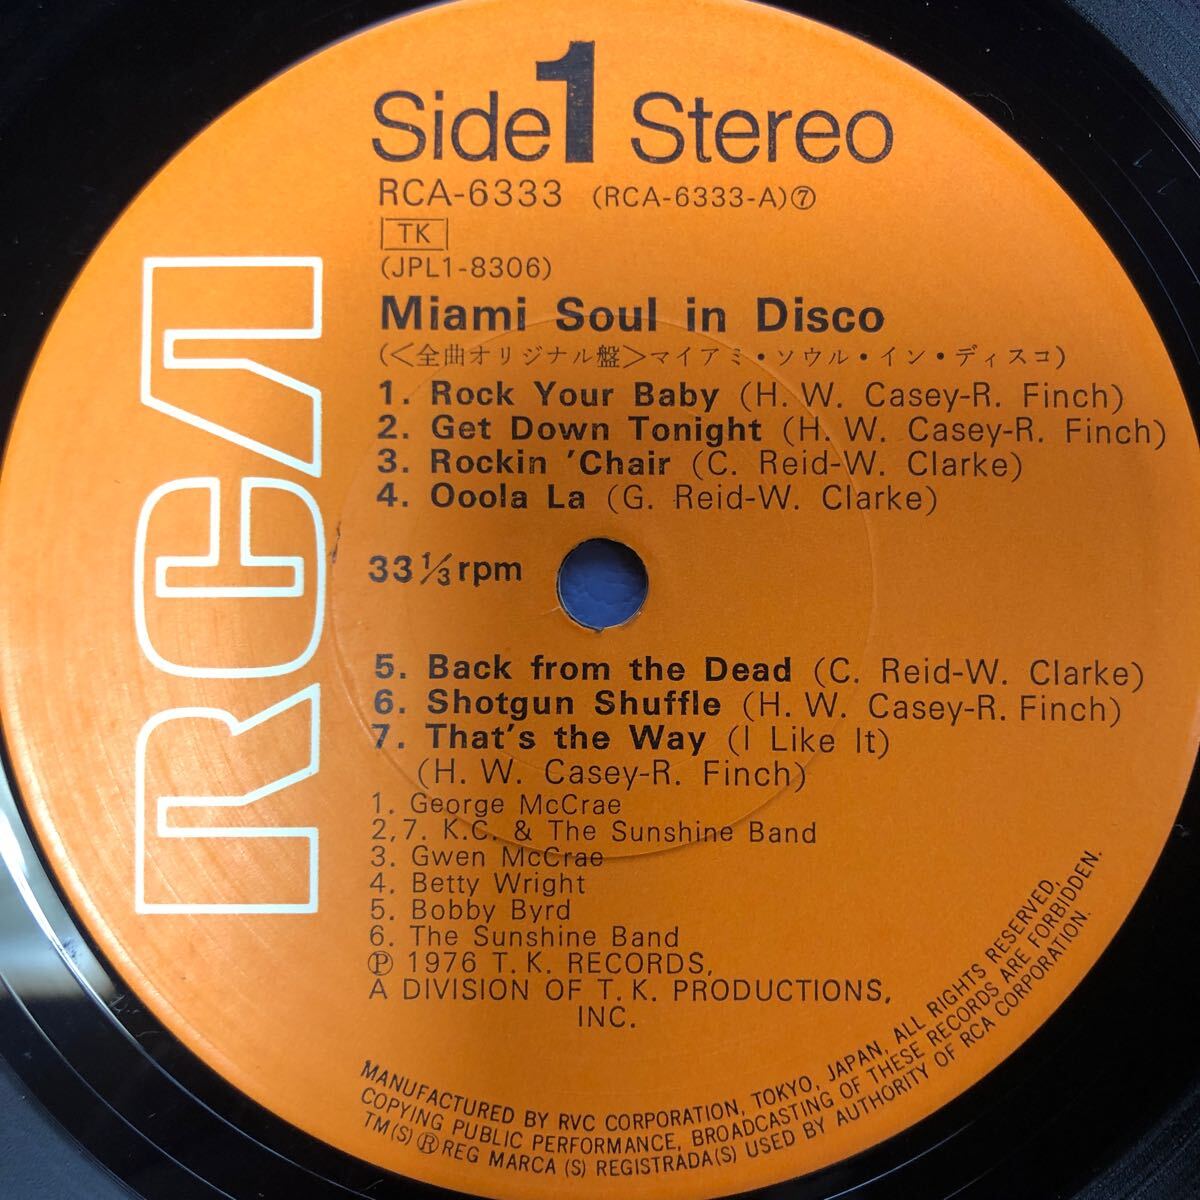 Side 1 Stereo
RCA-6333 (RCA-6333-A)⑦
TK
(JPL1-8306)
Miami Soul in Disco
(<全曲オリジナル盤>マイアミ・ソウル・イン・ディスコ)
1. Rock Your Baby (H. W. Casey-R. Finch)
2. Get Down Tonight (H. W. Casey-R. Finch)
3. Rockin 'Chair (C. Reid-W. Clarke)
4. Ooola La (G. Reid-W. Clarke)
RCA
33 1/3 rpm
5. Back from the Dead (C. Reid-W. Clarke)
6. Shotgun Shuffle (H. W. Casey-R. Finch)
7. That's the Way (I Like It)
(H. W. Casey-R. Finch)
1. George McCrae
2,7. K.C. & The Sunshine Band
3. Gwen McCrae
4. Betty Wright
5. Bobby Byrd
6. The Sunshine Band
Ⓟ 1976 T. K. RECORDS,
A DIVISION OF T. K. PRODUCTIONS,
INC.
MANUFACTURED BY RVC CORPORATION, TOKYO, JAPAN, ALL RIGHTS RESERVED,
COPYING PUBLIC PERFORMANCE, BROADCASTING OF THESE RECORDS ARE FORBIDDEN.
TM(S) ® REG MARCA (S) REGISTRADA(S) USED BY AUTHORITY OF RCA CORPORATION.